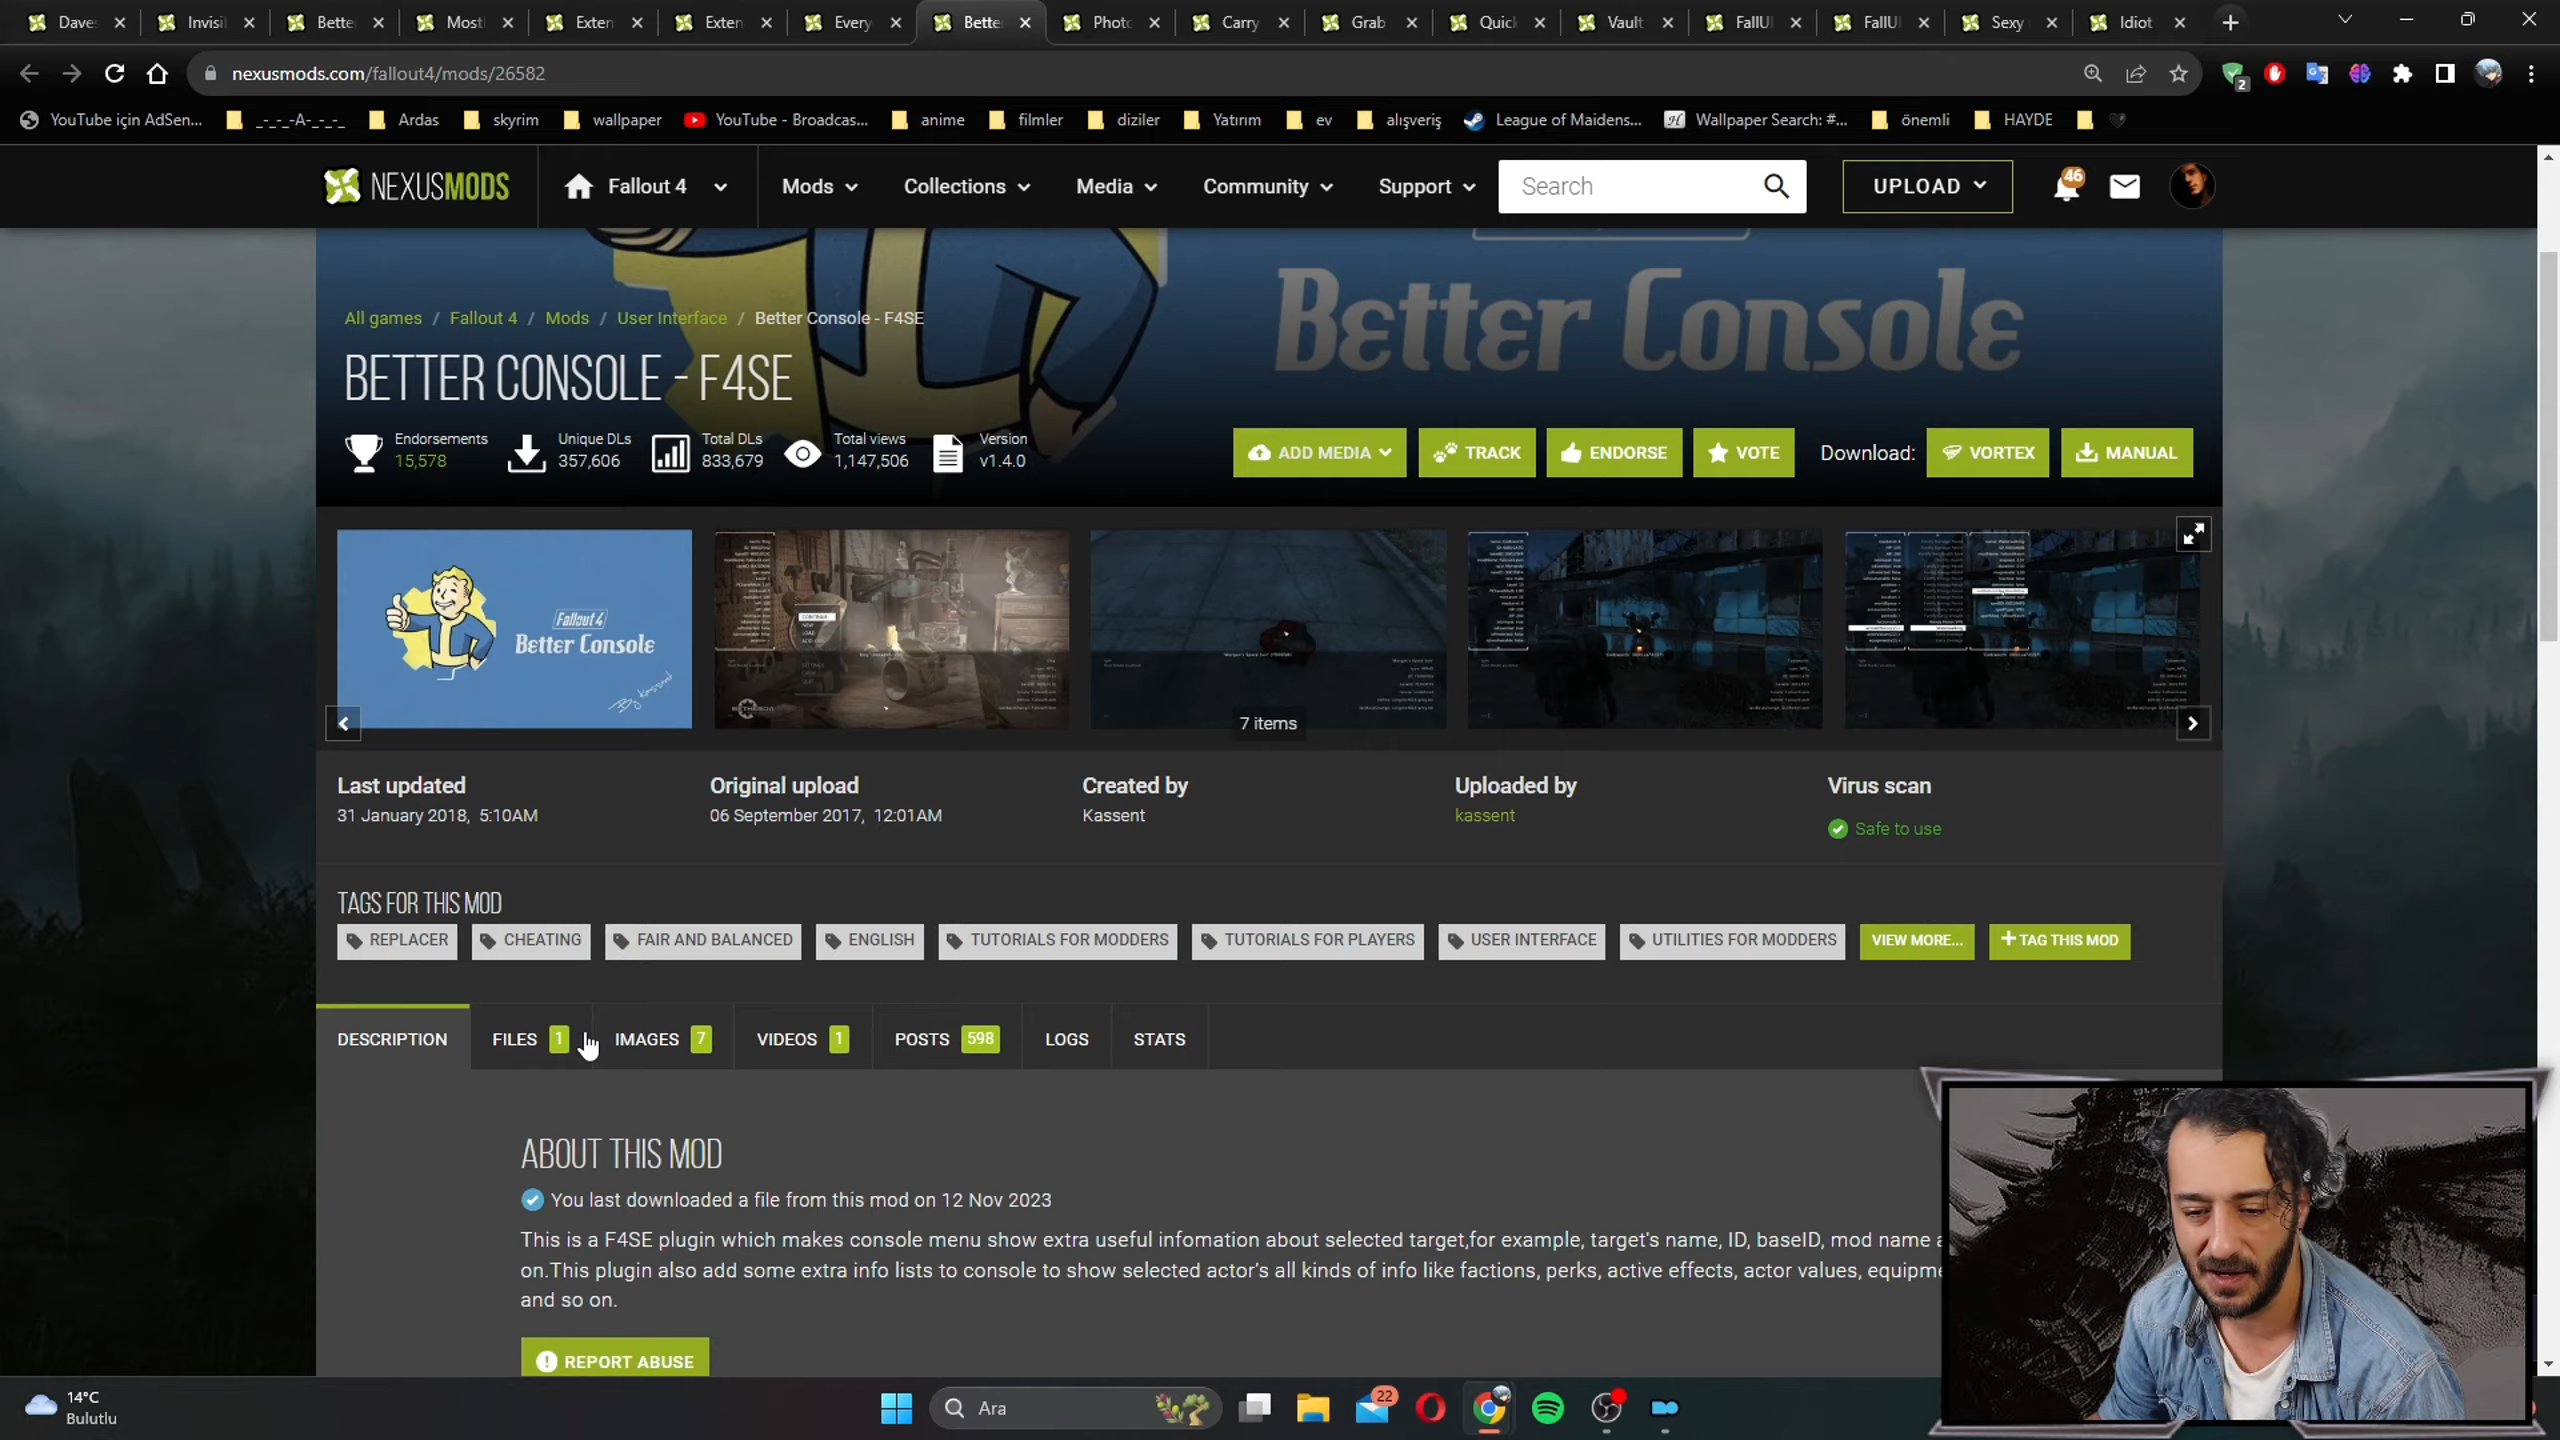 Daves
Invisi
Bette
Most
Exten
Exten
Every
Bette
Photo
Carry
Grab
Quick
Vault
FallUI
FallUI
Sexy
Idiot
nexusmods.com/fallout4/mods/26582
2
YouTube için AdSen...
_-_-_-A-_-_-_
Ardas
skyrim
wallpaper
YouTube - Broadcas...
anime
filmler
diziler
Yatırım
ev
alışveriş
League of Maidens...
Wallpaper Search: #...
önemli
HAYDE
NEXUSMODS
Fallout 4
Mods
Collections
Media
Community
Support
Search
UPLOAD
46
Better Console
All games / Fallout 4 / Mods / User Interface / Better Console - F4SE
BETTER CONSOLE - F4SE
Endorsements
15,578
Unique DLs
357,606
Total DLs
833,679
Total views
1,147,506
Version
v1.4.0
ADD MEDIA
TRACK
ENDORSE
VOTE
Download:
VORTEX
MANUAL
Fallout 4
Better Console
By Kassent
BETHESDA
7 items
Last updated
31 January 2018, 5:10AM
Original upload
06 September 2017, 12:01AM
Created by
Kassent
Uploaded by
kassent
Virus scan
Safe to use
TAGS FOR THIS MOD
REPLACER
CHEATING
FAIR AND BALANCED
ENGLISH
TUTORIALS FOR MODDERS
TUTORIALS FOR PLAYERS
USER INTERFACE
UTILITIES FOR MODDERS
VIEW MORE...
+ TAG THIS MOD
DESCRIPTION
FILES 1
IMAGES 7
VIDEOS 1
POSTS 598
LOGS
STATS
ABOUT THIS MOD
You last downloaded a file from this mod on 12 Nov 2023
This is a F4SE plugin which makes console menu show extra useful infomation about selected target,for example, target's name, ID, baseID, mod name a
on.This plugin also add some extra info lists to console to show selected actor's all kinds of info like factions, perks, active effects, actor values, equipme
and so on.
REPORT ABUSE
14°C
Bulutlu
Ara
22